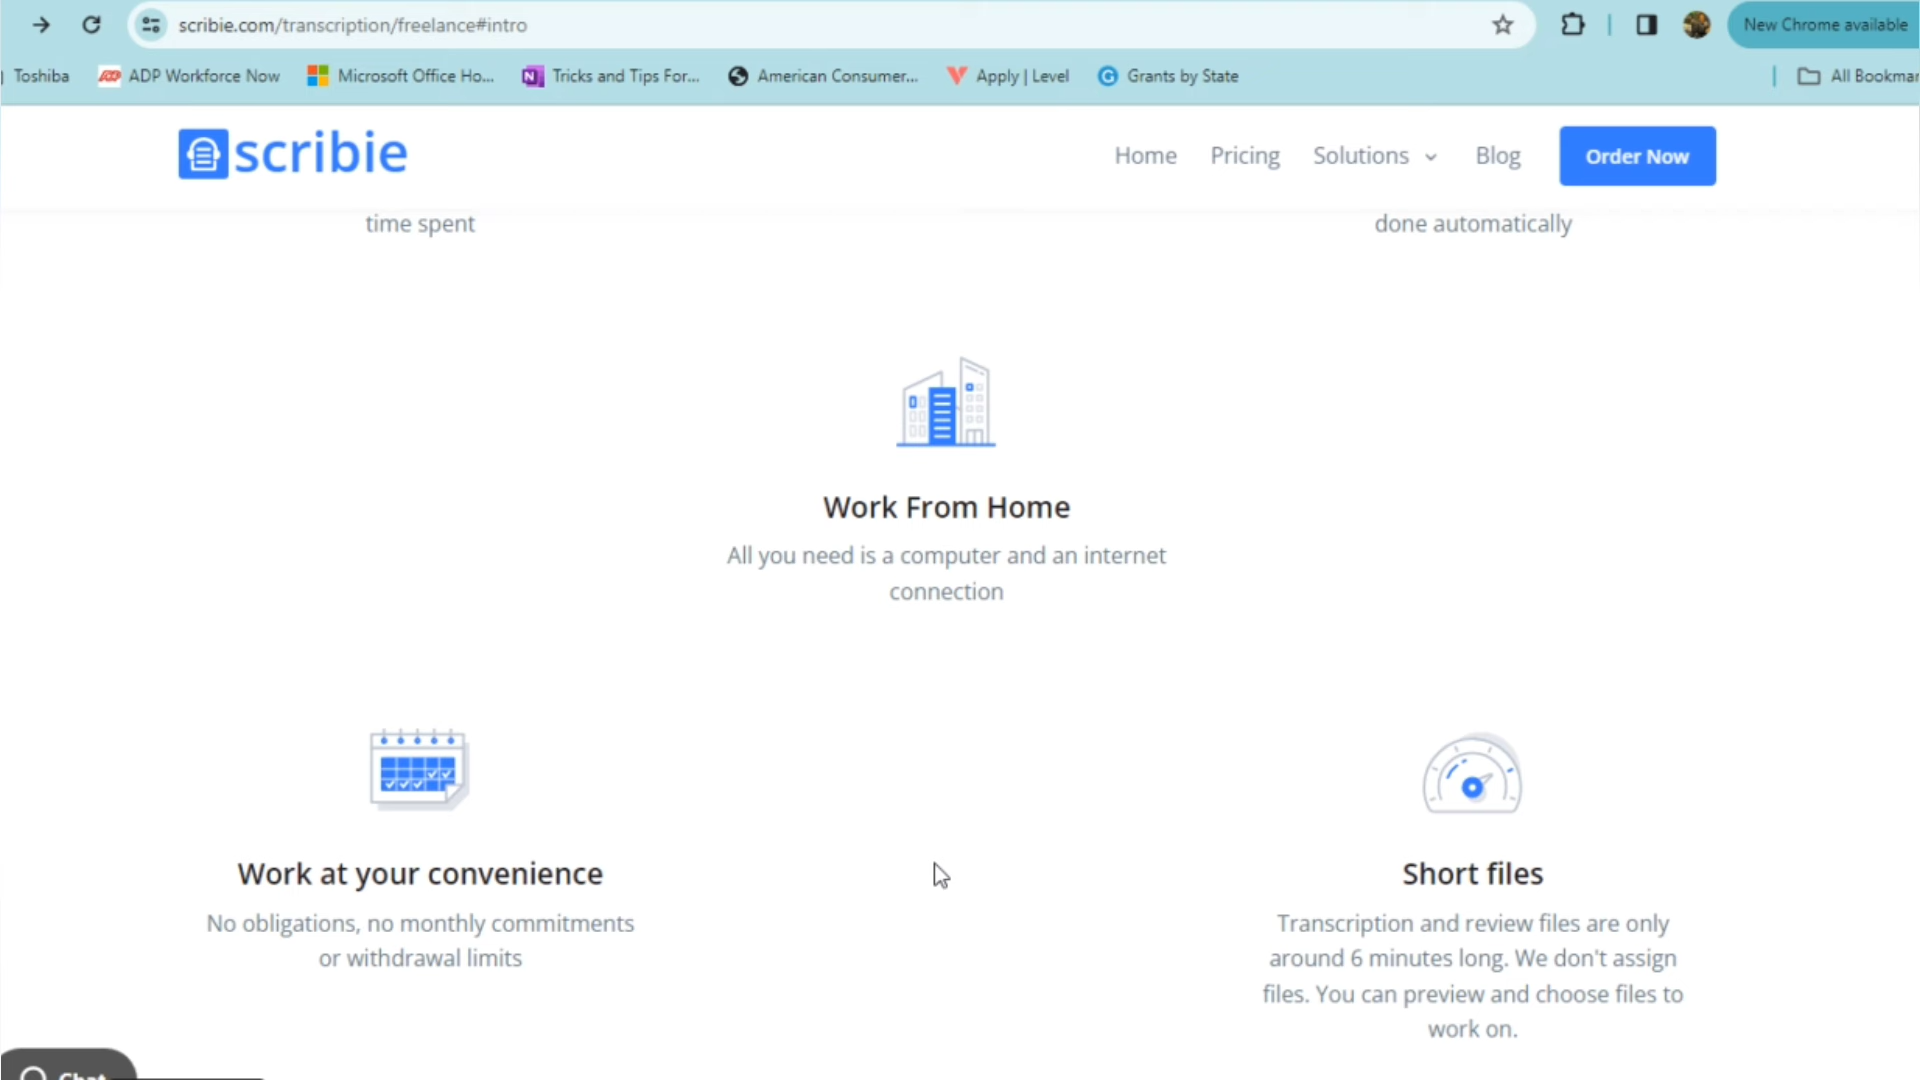 scribie.com/transcription/freelance#intro
New Chrome available
Toshiba
ADP Workforce Now
Microsoft Office Ho...
Tricks and Tips For...
American Consumer...
Apply | Level
Grants by State
All Bookmar
scribie
Home
Pricing
Solutions
Blog
Order Now
time spent
done automatically
Work From Home
All you need is a computer and an internet
connection
Work at your convenience
No obligations, no monthly commitments
or withdrawal limits
Short files
Transcription and review files are only
around 6 minutes long. We don't assign
files. You can preview and choose files to
work on.
Chat